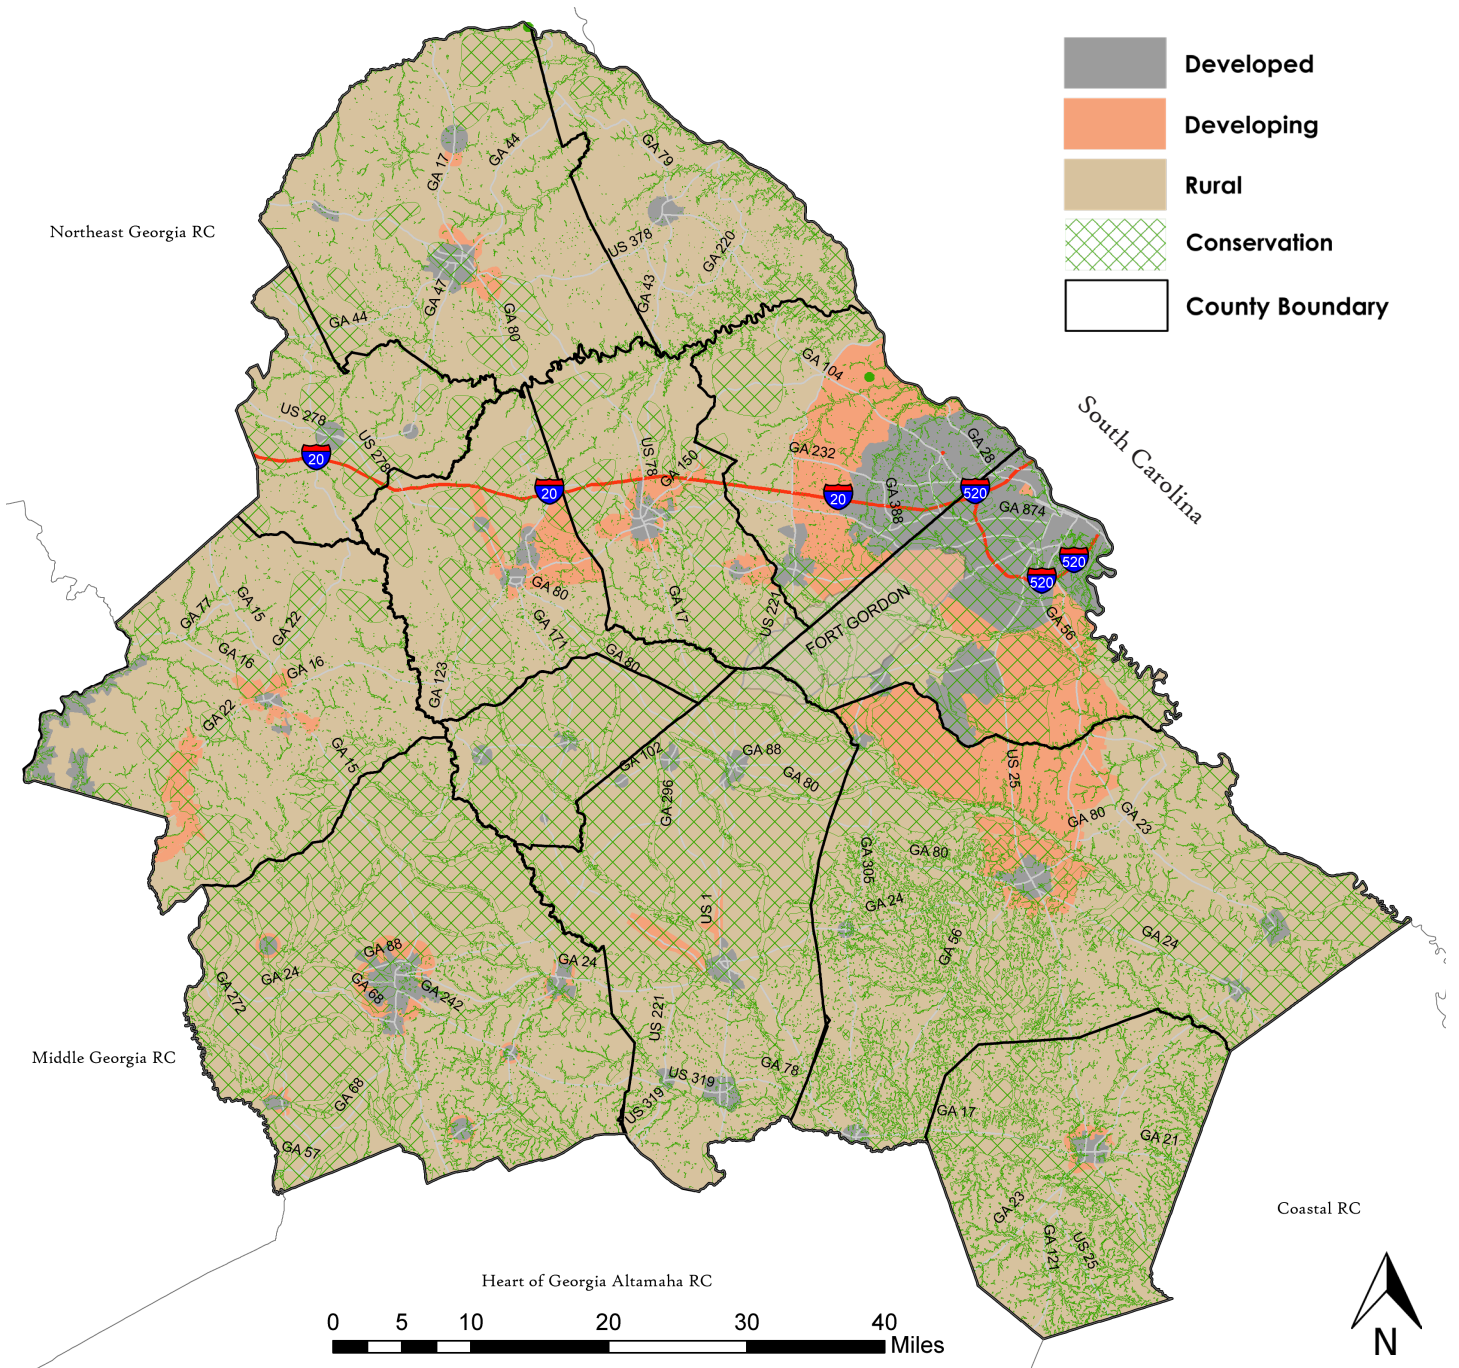 Developed
Developing
Rural
Conservation
County Boundary
Northeast Georgia RC
South Carolina
Middle Georgia RC
Coastal RC
Heart of Georgia Altamaha RC
GA 17
GA 44
GA 79
US 378
GA 220
GA 47
GA 43
GA 44
GA 80
GA 104
US 278
US 278
20
US 78
GA 150
GA 232
GA 28
20
20
GA 388
520
GA 874
520
520
GA 80
GA 171
GA 17
US 221
FORT GORDON
GA 56
GA 77
GA 15
GA 22
GA 16
GA 16
GA 80
GA 123
GA 22
GA 15
GA 102
GA 88
GA 80
US 25
GA 296
GA 80
GA 23
GA 305
GA 80
GA 24
US 1
GA 56
GA 24
GA 88
GA 24
GA 24
GA 272
GA 68
GA 242
US 221
GA 78
US 319
US 319
GA 68
GA 57
GA 17
GA 21
GA 23
GA 121
US 25
0 5 10 20 30 40
Miles
N